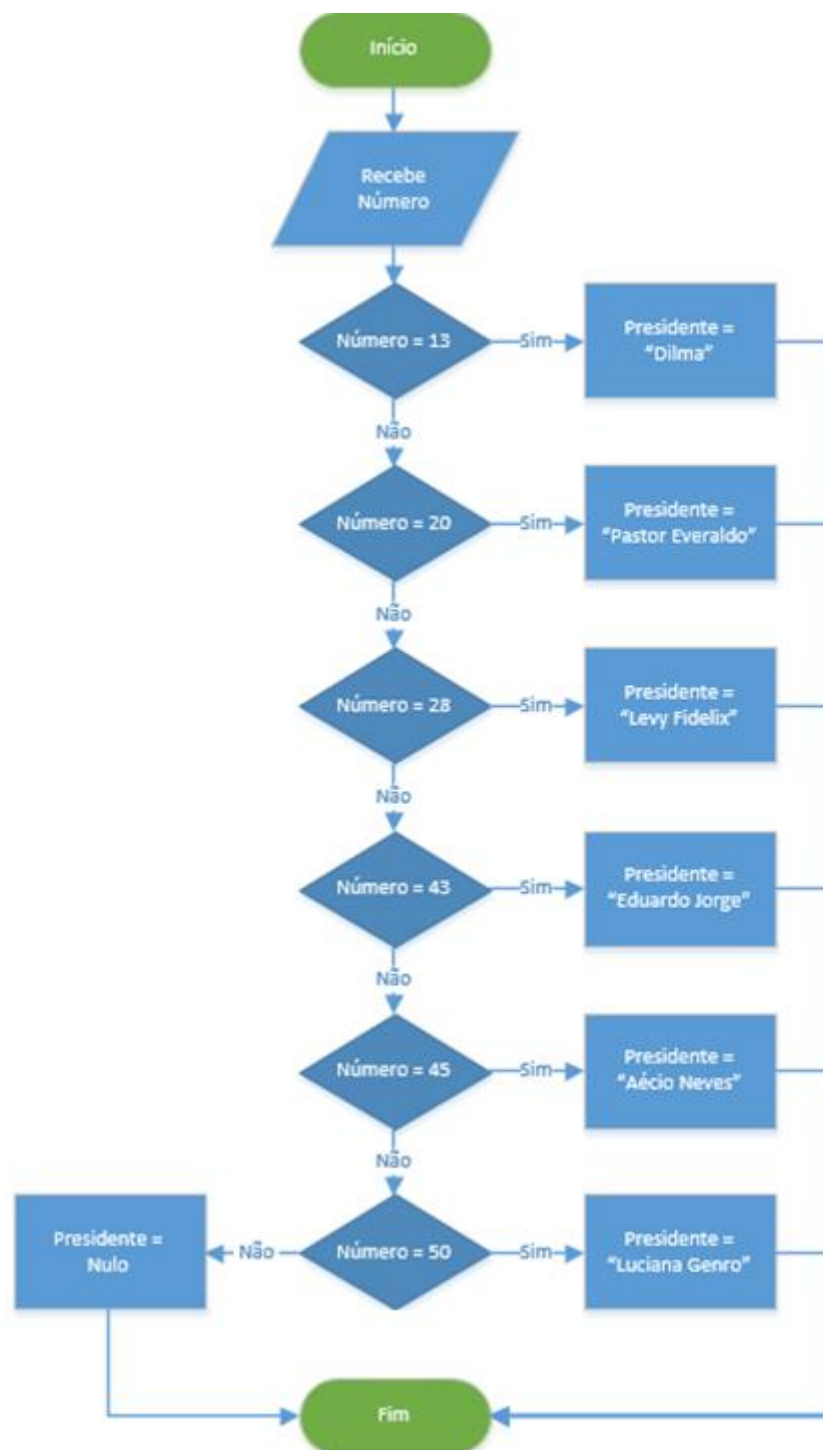 Início
Recebe
Número
Número = 13
Sim
Presidente =
“Dilma”
Não
Número = 20
Sim
Presidente =
“Pastor Everaldo”
Não
Número = 28
Sim
Presidente =
“Levy Fidelix”
Não
Número = 43
Sim
Presidente =
“Eduardo Jorge”
Não
Número = 45
Sim
Presidente =
“Aécio Neves”
Não
Presidente =
Nulo
Não
Número = 50
Sim
Presidente =
“Luciana Genro”
Fim